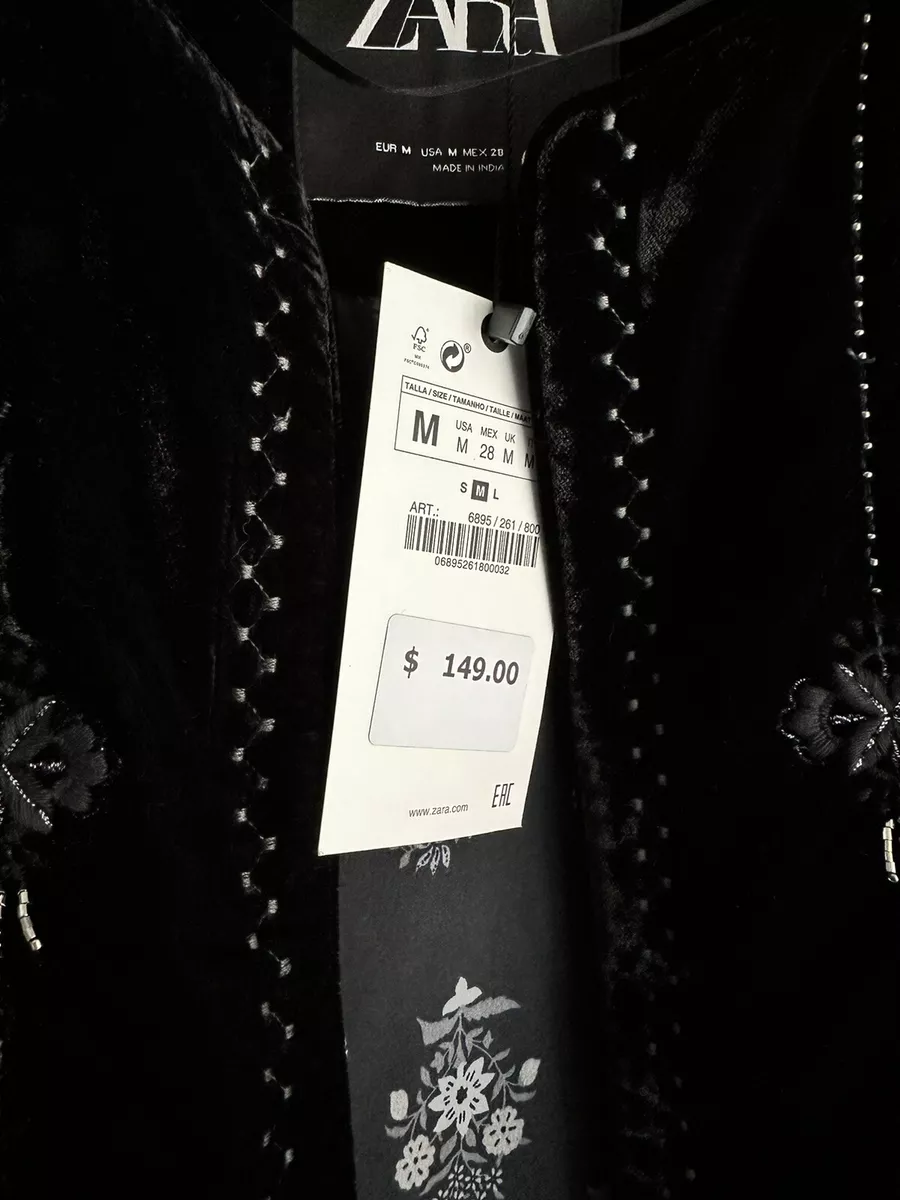 ZARA
EUR M USA M MEX 28
MADE IN INDIA
FSC
®
TALLA / SIZE / TAMANHO / TAILLE /
M
USA MEX UK
M 28 M M
S M L
ART.: 6895 / 261 / 800
06895261800032
$ 149.00
www.zara.com
EAC